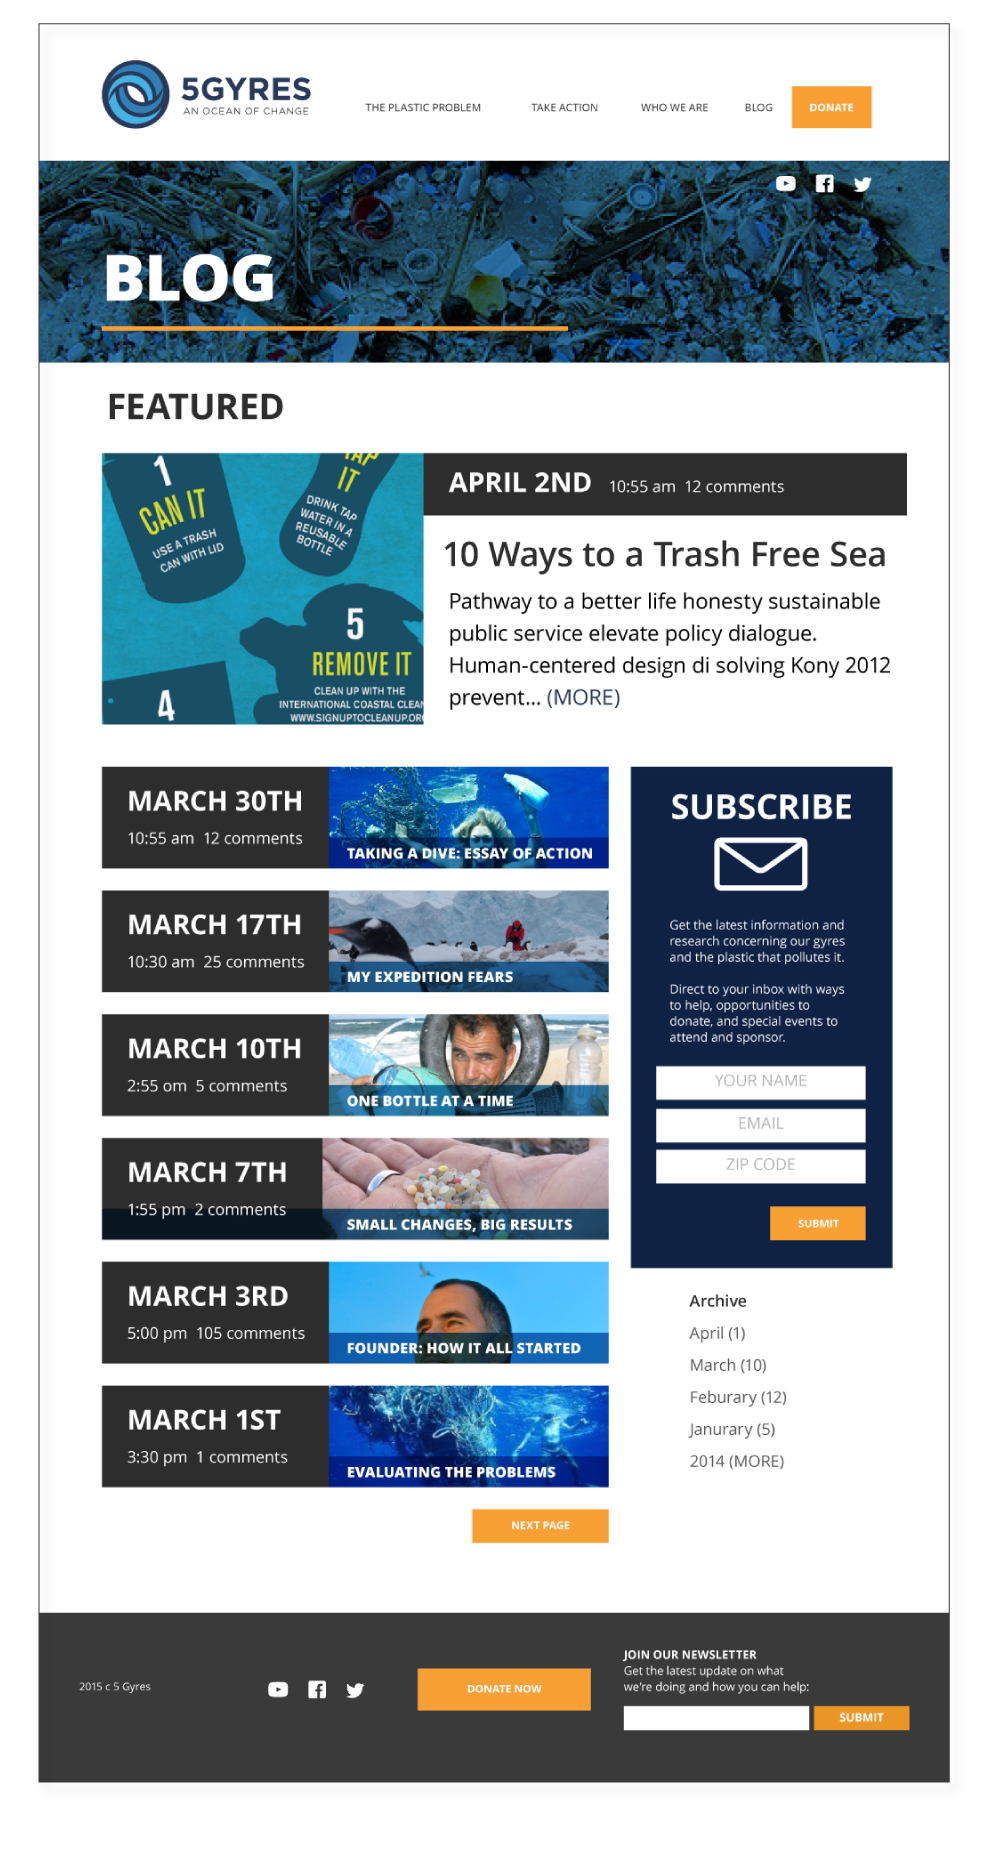 5GYRES
AN OCEAN OF CHANGE
THE PLASTIC PROBLEM
TAKE ACTION
WHO WE ARE
BLOG
DONATE
BLOG
FEATURED
1
CAN IT
USE A TRASH
CAN WITH LID
TAP
IT
DRINK TAP
WATER IN A
REUSABLE
BOTTLE
5
REMOVE IT
CLEAN UP WITH THE
INTERNATIONAL COASTAL CLEAN
WWW.SIGNUPTOCLEANUP.ORG
4
APRIL 2ND 10:55 am 12 comments
10 Ways to a Trash Free Sea
Pathway to a better life honesty sustainable
public service elevate policy dialogue.
Human-centered design di solving Kony 2012
prevent... (MORE)
MARCH 30TH
10:55 am 12 comments
TAKING A DIVE: ESSAY OF ACTION
MARCH 17TH
10:30 am 25 comments
MY EXPEDITION FEARS
MARCH 10TH
2:55 om 5 comments
ONE BOTTLE AT A TIME
MARCH 7TH
1:55 pm 2 comments
SMALL CHANGES, BIG RESULTS
MARCH 3RD
5:00 pm 105 comments
FOUNDER: HOW IT ALL STARTED
MARCH 1ST
3:30 pm 1 comments
EVALUATING THE PROBLEMS
NEXT PAGE
SUBSCRIBE
Get the latest information and
research concerning our gyres
and the plastic that pollutes it.
Direct to your inbox with ways
to help, opportunities to
donate, and special events to
attend and sponsor.
YOUR NAME
EMAIL
ZIP CODE
SUBMIT
Archive
April (1)
March (10)
Feburary (12)
Janurary (5)
2014 (MORE)
2015 c 5 Gyres
DONATE NOW
JOIN OUR NEWSLETTER
Get the latest update on what
we're doing and how you can help:
SUBMIT